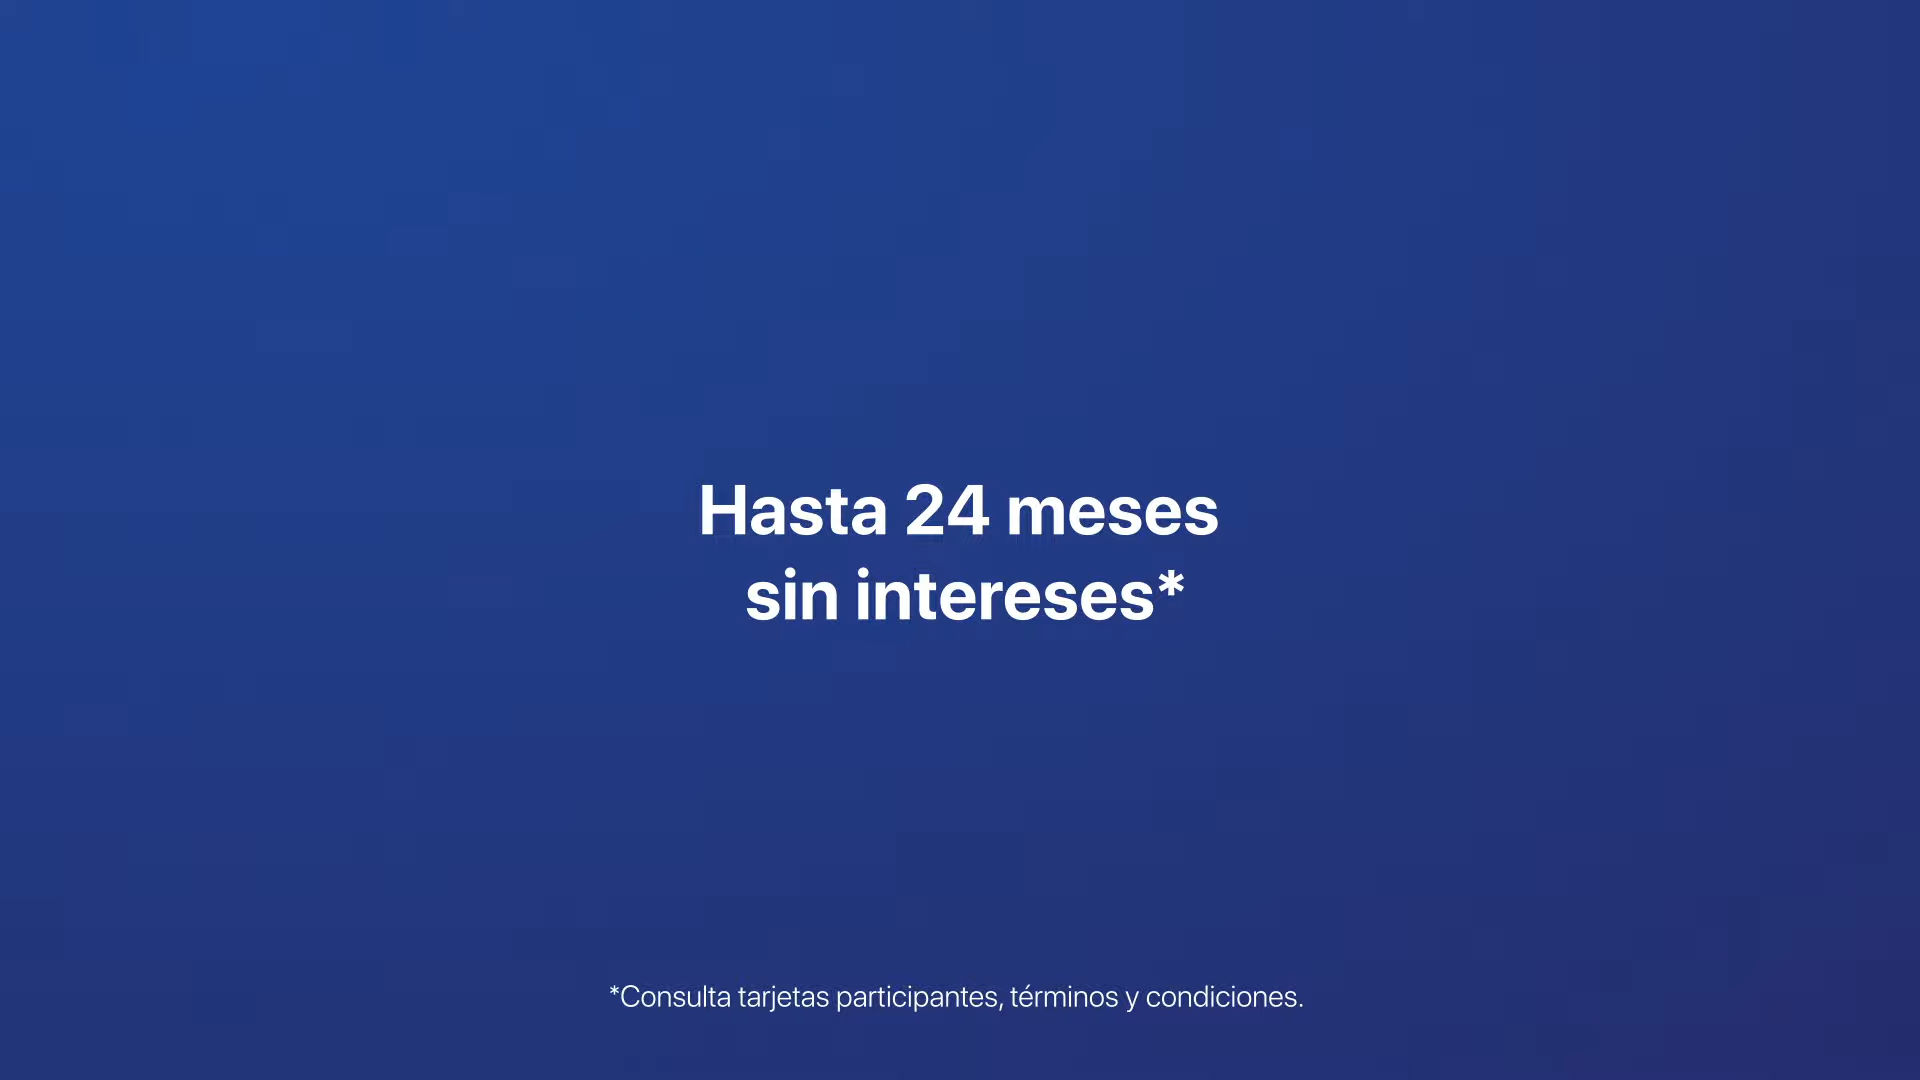 Hasta 24 meses
sin intereses*
*Consulta tarjetas participantes, términos y condiciones.